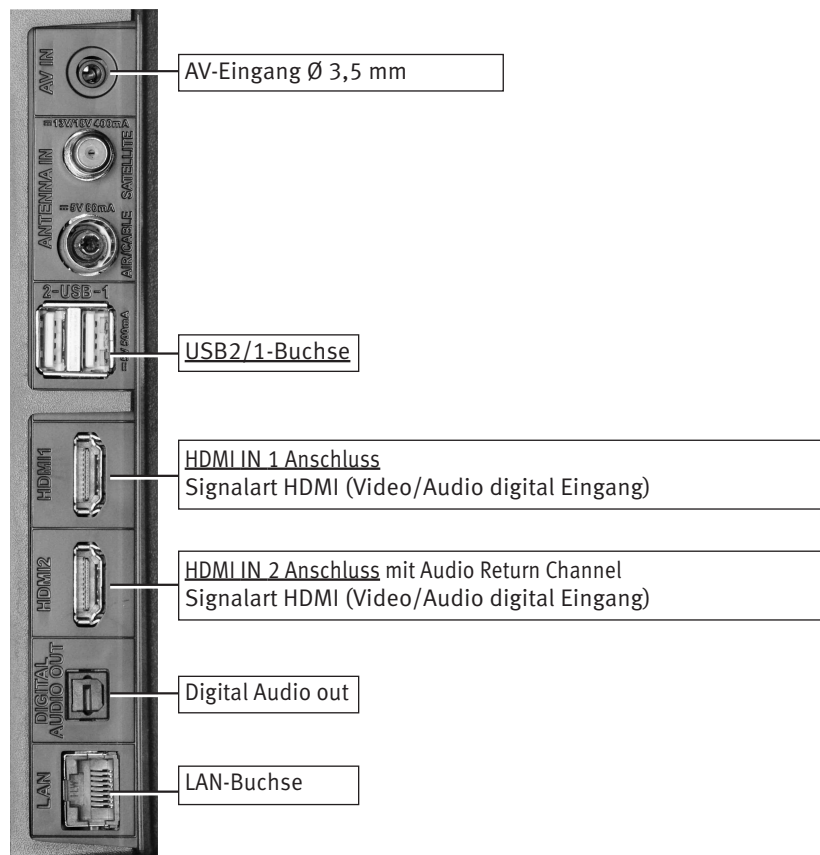 AV IN
AV-Eingang Ø 3,5 mm
⎓13V/18V 400mA
ANTENNA IN
SATELLITE
⎓5V 80mA
AIR/CABLE
2-USB-1
⎓5V 500mA
USB2/1-Buchse
HDMI1
HDMI IN 1 Anschluss
Signalart HDMI (Video/Audio digital Eingang)
HDMI2
HDMI IN 2 Anschluss mit Audio Return Channel
Signalart HDMI (Video/Audio digital Eingang)
DIGITAL
AUDIO OUT
Digital Audio out
LAN
LAN-Buchse